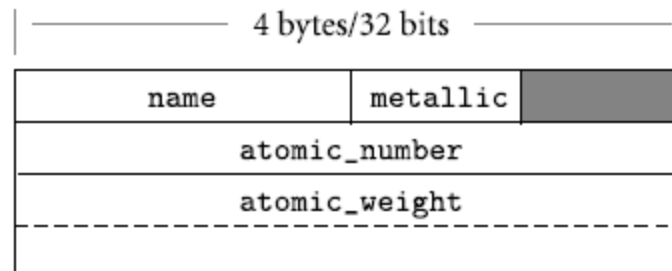 4 bytes/32 bits
name metallic
atomic_number
atomic_weight